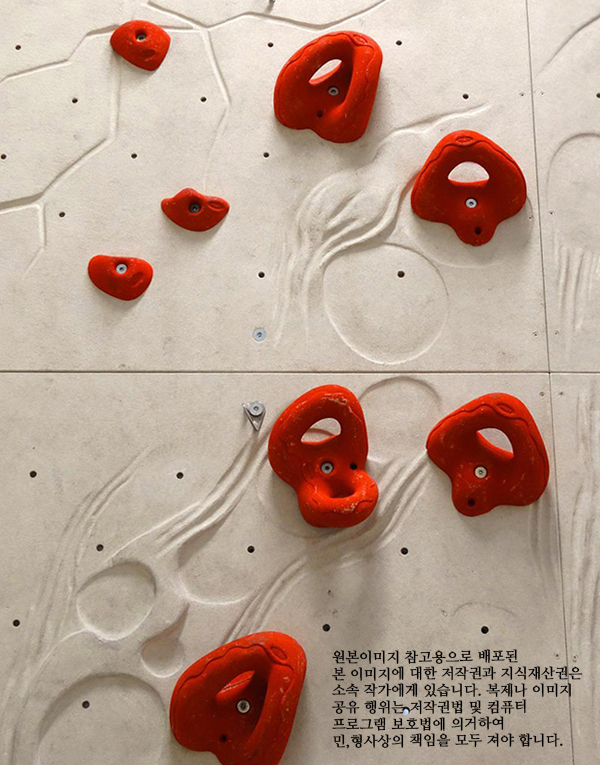 원본이미지 참고용으로 배포된
본 이미지에 대한 저작권과 지식재산권은
소속 작가에게 있습니다. 복제나 이미지
공유 행위는 저작권법 및 컴퓨터
프로그램 보호법에 의거하여
민,형사상의 책임을 모두 져야 합니다.